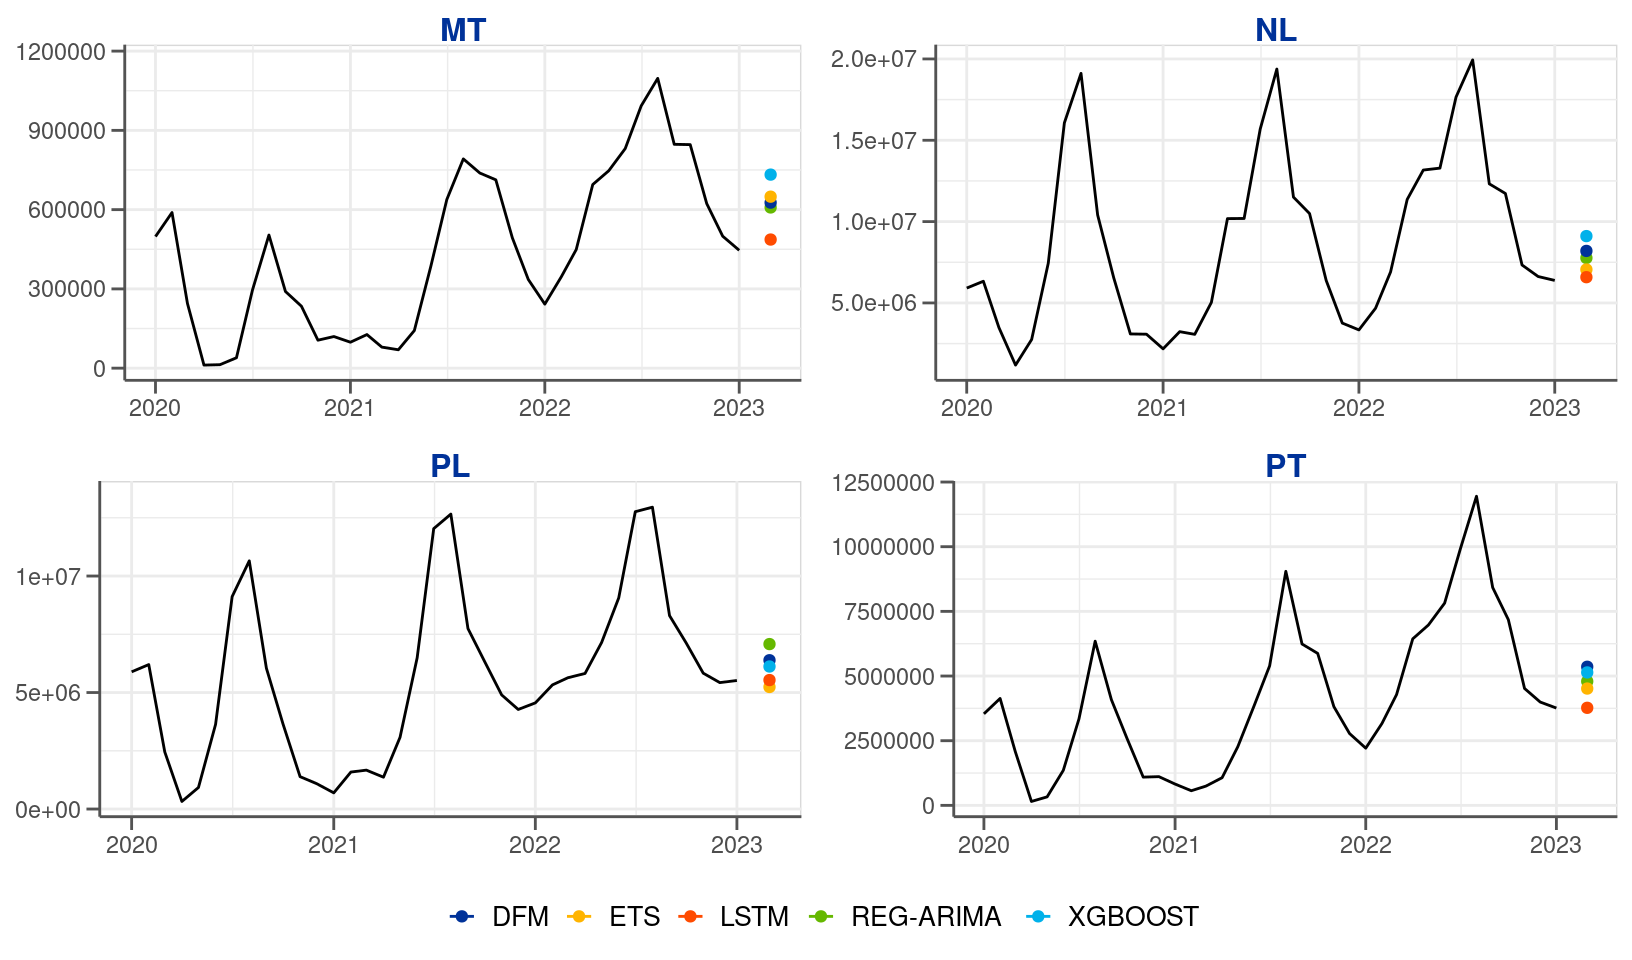 MT
1200000
900000
600000
300000
0
2020 2021 2022 2023
NL
2.0e+07
1.5e+07
1.0e+07
5.0e+06
2020 2021 2022 2023
PL
1e+07
5e+06
0e+00
2020 2021 2022 2023
PT
12500000
10000000
7500000
5000000
2500000
0
2020 2021 2022 2023
DFM ETS LSTM REG-ARIMA XGBOOST